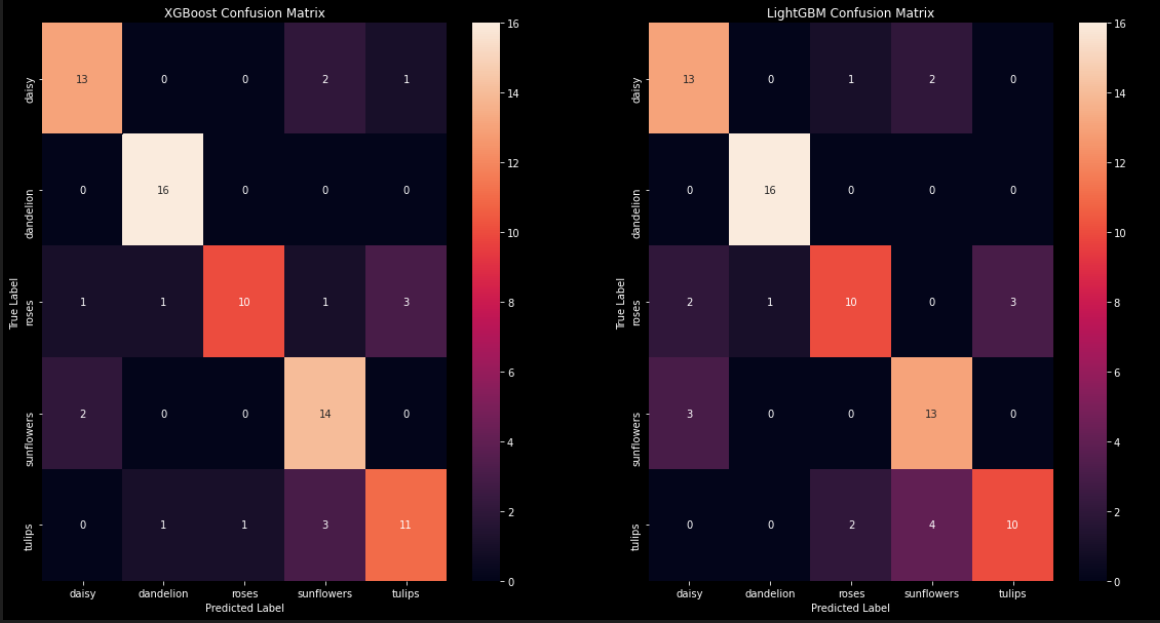 XGBoost Confusion Matrix
daisy
13 0 0 2 1
dandelion
0 16 0 0 0
roses
1 1 10 1 3
sunflowers
2 0 0 14 0
tulips
0 1 1 3 11
True Label
daisy dandelion roses sunflowers tulips
Predicted Label
16
14
12
10
8
6
4
2
0
LightGBM Confusion Matrix
daisy
13 0 1 2 0
dandelion
0 16 0 0 0
roses
2 1 10 0 3
sunflowers
3 0 0 13 0
tulips
0 0 2 4 10
True Label
daisy dandelion roses sunflowers tulips
Predicted Label
16
14
12
10
8
6
4
2
0